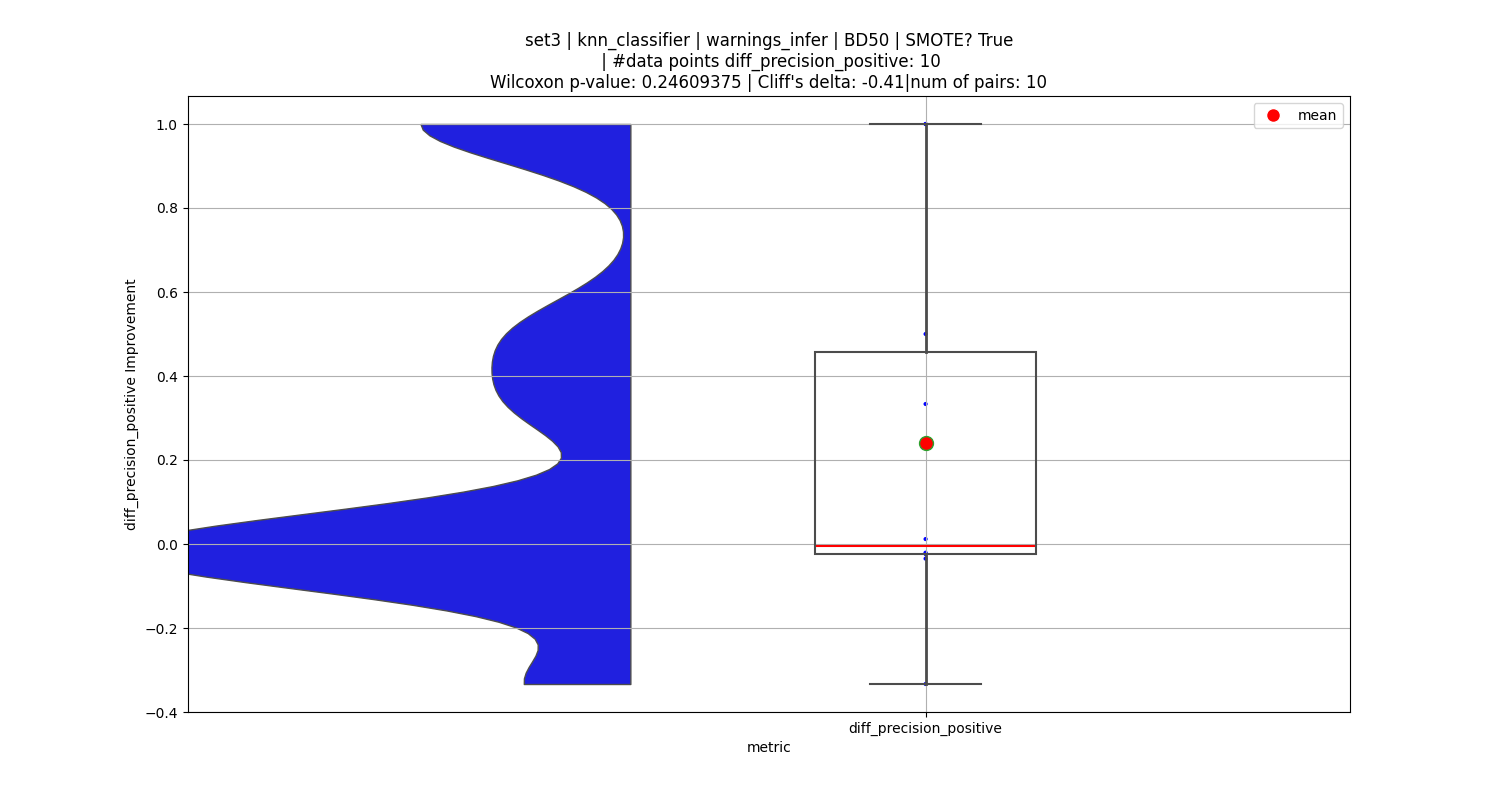 set3 | knn_classifier | warnings_infer | BD50 | SMOTE? True
| #data points diff_precision_positive: 10
Wilcoxon p-value: 0.24609375 | Cliff's delta: -0.41|num of pairs: 10
mean
1.0
0.8
0.6
0.4
0.2
0.0
−0.2
−0.4
diff_precision_positive Improvement
diff_precision_positive
metric